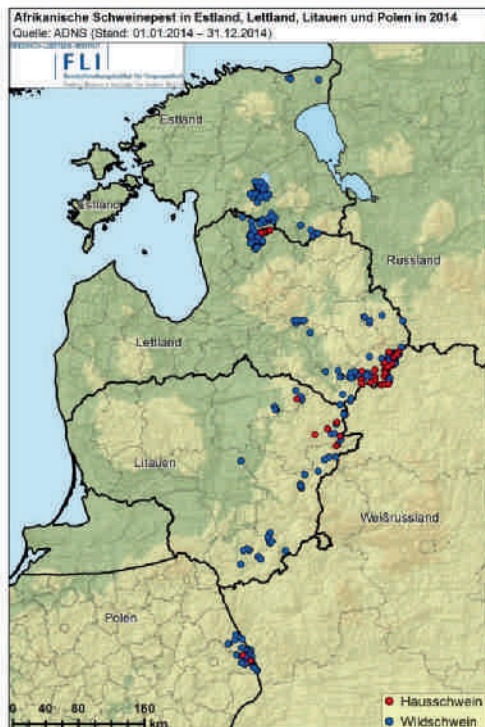 Afrikanische Schweinepest in Estland, Lettland, Litauen und Polen in 2014
Quelle: ADNS (Stand: 01.01.2014 – 31.12.2014)
FLI
Estland
Estland
Russland
Lettland
Litauen
Weißrussland
Polen
0 40 80 160
km
Hausschwein
Wildschwein